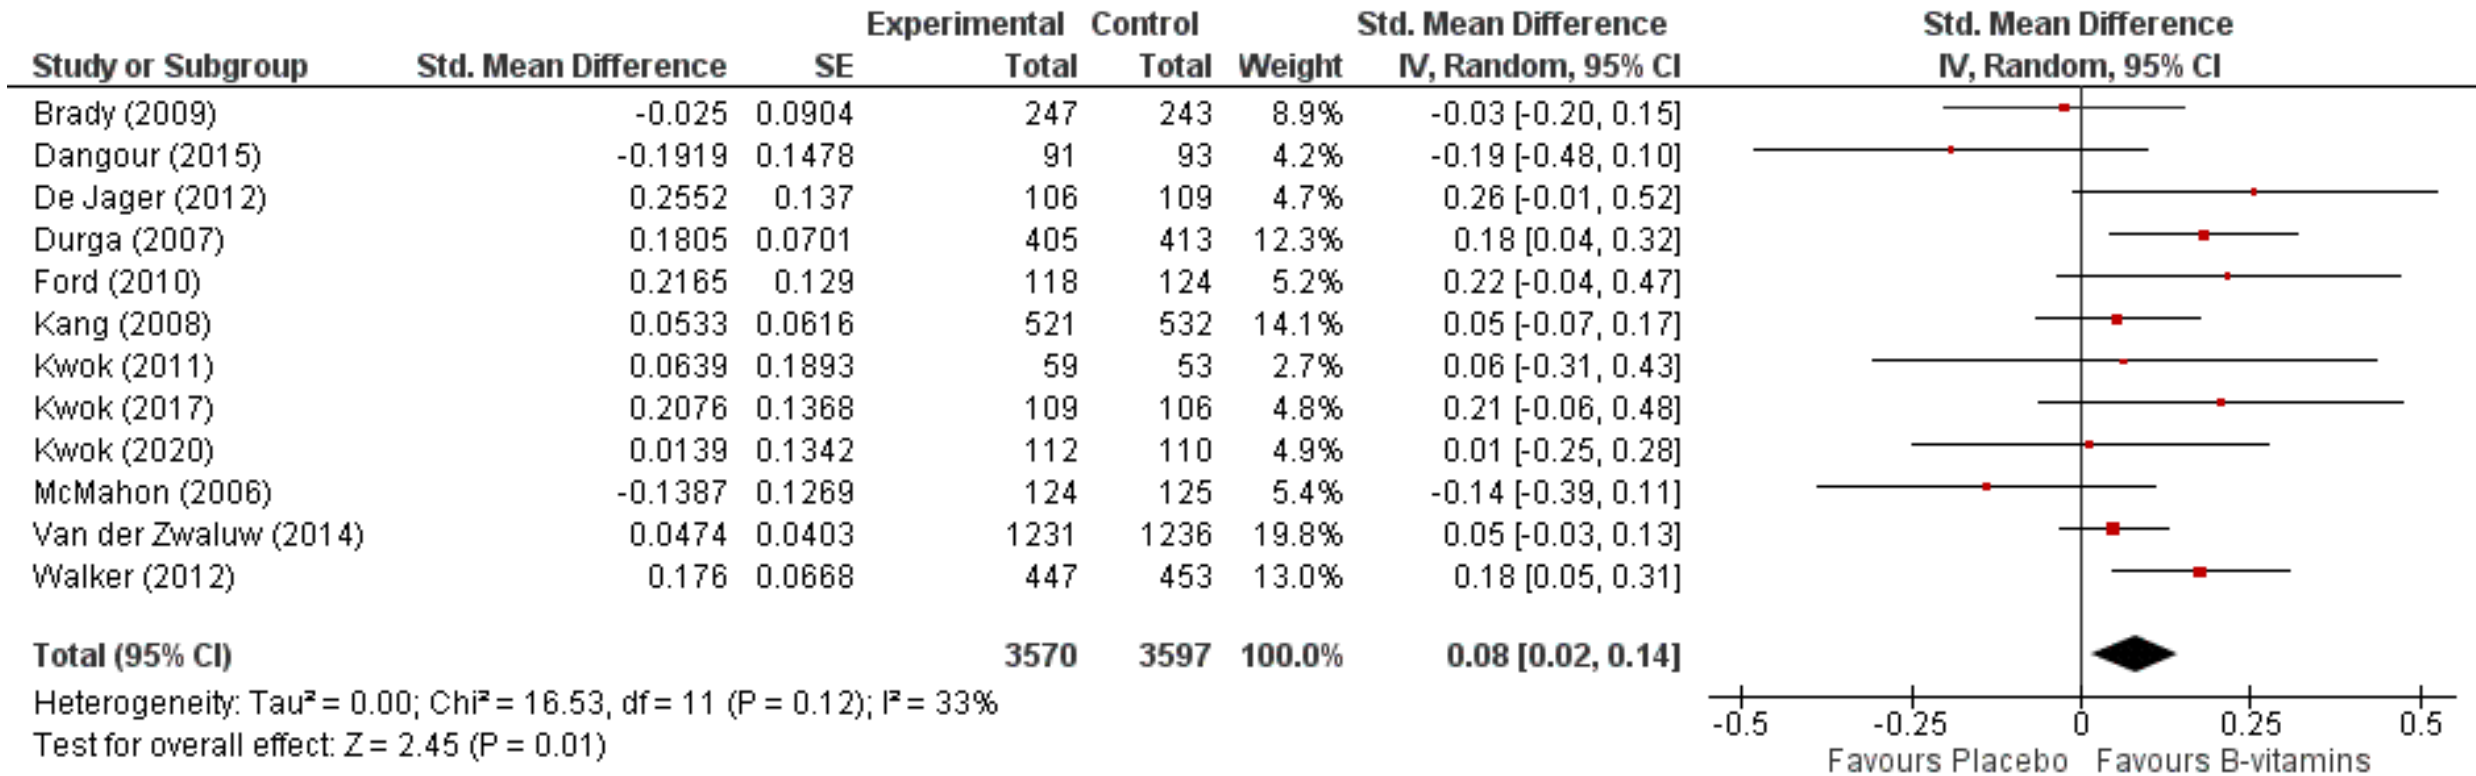 Experimental Control Std. Mean Difference Std. Mean Difference
Study or Subgroup Std. Mean Difference SE Total Total Weight IV, Random, 95% CI IV, Random, 95% CI
Brady (2009) -0.025 0.0904 247 243 8.9% -0.03 [-0.20, 0.15]
Dangour (2015) -0.1919 0.1478 91 93 4.2% -0.19 [-0.48, 0.10]
De Jager (2012) 0.2552 0.137 106 109 4.7% 0.26 [-0.01, 0.52]
Durga (2007) 0.1805 0.0701 405 413 12.3% 0.18 [0.04, 0.32]
Ford (2010) 0.2165 0.129 118 124 5.2% 0.22 [-0.04, 0.47]
Kang (2008) 0.0533 0.0616 521 532 14.1% 0.05 [-0.07, 0.17]
Kwok (2011) 0.0639 0.1893 59 53 2.7% 0.06 [-0.31, 0.43]
Kwok (2017) 0.2076 0.1368 109 106 4.8% 0.21 [-0.06, 0.48]
Kwok (2020) 0.0139 0.1342 112 110 4.9% 0.01 [-0.25, 0.28]
McMahon (2006) -0.1387 0.1269 124 125 5.4% -0.14 [-0.39, 0.11]
Van der Zwaluw (2014) 0.0474 0.0403 1231 1236 19.8% 0.05 [-0.03, 0.13]
Walker (2012) 0.176 0.0668 447 453 13.0% 0.18 [0.05, 0.31]
Total (95% CI) 3570 3597 100.0% 0.08 [0.02, 0.14]
Heterogeneity: Tau² = 0.00; Chi² = 16.53, df = 11 (P = 0.12); I² = 33%
Test for overall effect: Z = 2.45 (P = 0.01)
-0.5 -0.25 0 0.25 0.5
Favours Placebo Favours B-vitamins